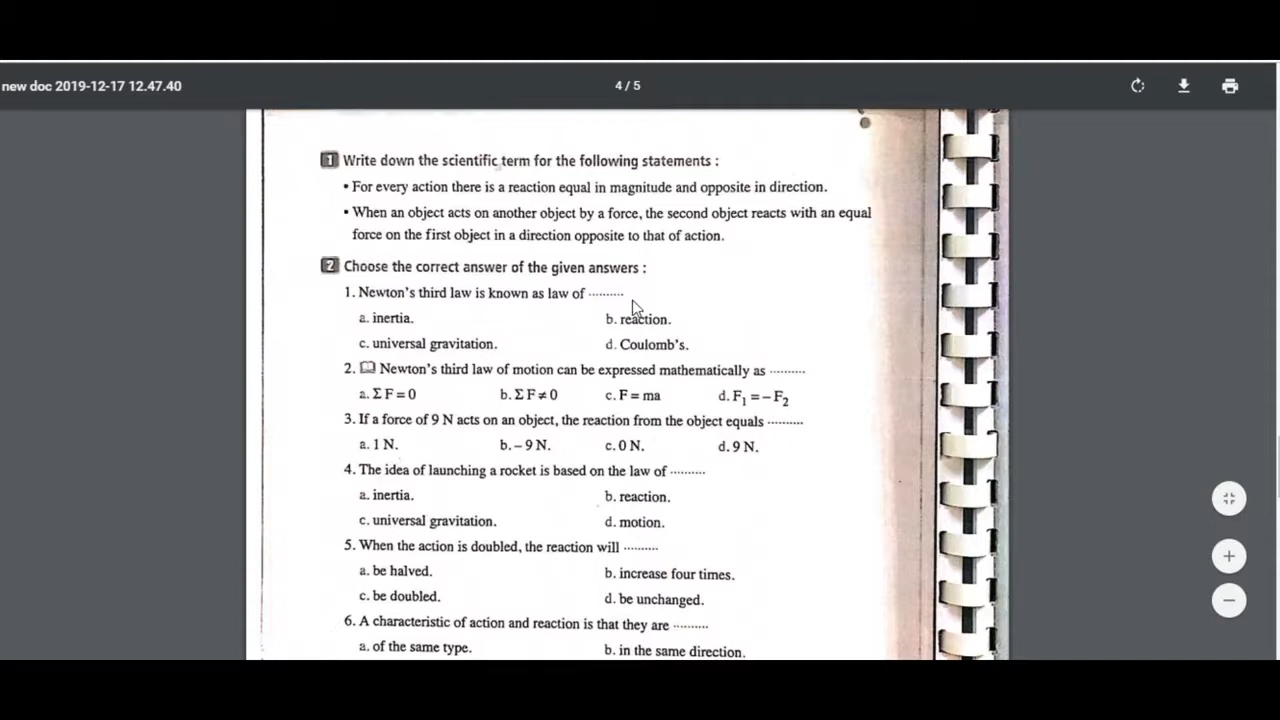 new doc 2019-12-17 12.47.40
4 / 5
1 Write down the scientific term for the following statements :
• For every action there is a reaction equal in magnitude and opposite in direction.
• When an object acts on another object by a force, the second object reacts with an equal
force on the first object in a direction opposite to that of action.
2 Choose the correct answer of the given answers :
1. Newton's third law is known as law of ..........
a. inertia. b. reaction.
c. universal gravitation. d. Coulomb's.
2. Newton's third law of motion can be expressed mathematically as ..........
a. Σ F = 0 b. Σ F ≠ 0 c. F = ma d. F₁ = – F₂
3. If a force of 9 N acts on an object, the reaction from the object equals ..........
a. 1 N. b. – 9 N. c. 0 N. d. 9 N.
4. The idea of launching a rocket is based on the law of ..........
a. inertia. b. reaction.
c. universal gravitation. d. motion.
5. When the action is doubled, the reaction will ..........
a. be halved. b. increase four times.
c. be doubled. d. be unchanged.
6. A characteristic of action and reaction is that they are ..........
a. of the same type. b. in the same direction.